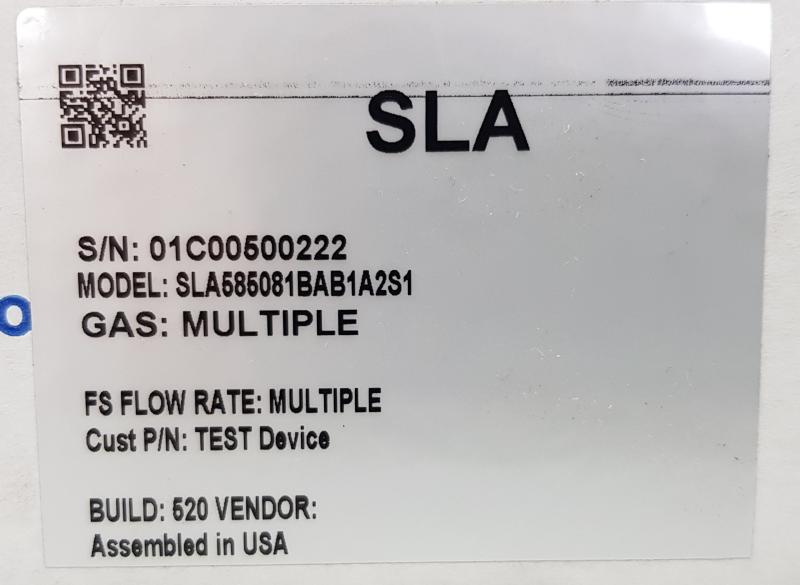 SLA
S/N: 01C00500222
MODEL: SLA585081BAB1A2S1
GAS: MULTIPLE
FS FLOW RATE: MULTIPLE
Cust P/N: TEST Device
BUILD: 520 VENDOR:
Assembled in USA